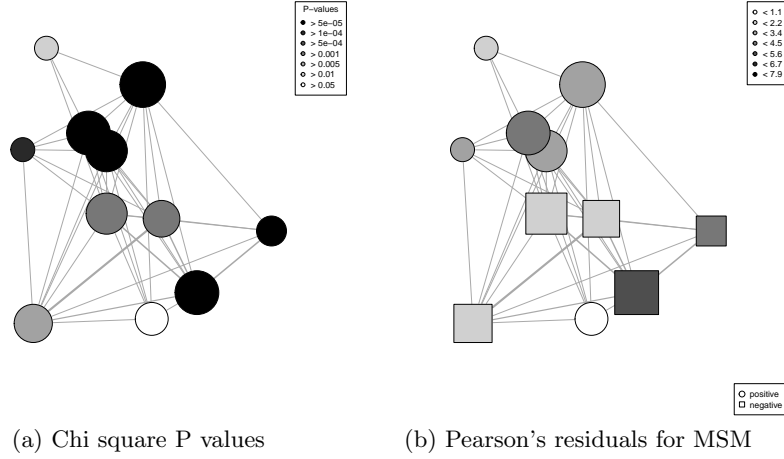 P-values
> 5e-05
> 1e-04
> 5e-04
> 0.001
> 0.005
> 0.01
> 0.05
< 1.1
< 2.2
< 3.4
< 4.5
< 5.6
< 6.7
< 7.9
positive
negative
(a) Chi square P values
(b) Pearson's residuals for MSM